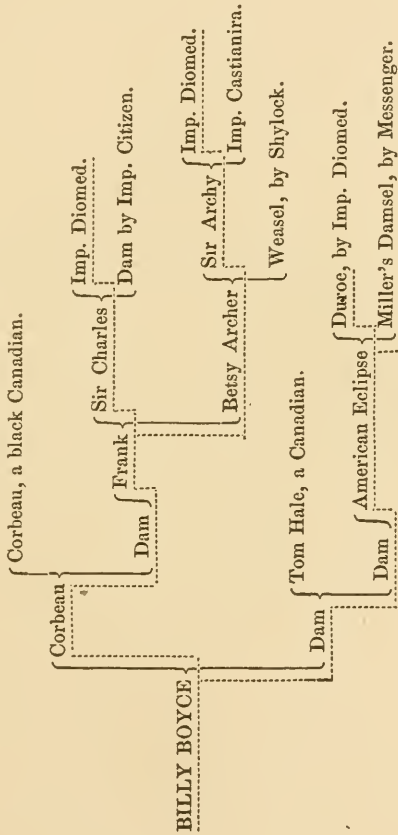 Corbeau, a black Canadian.
Corbeau
Imp. Diomed.
Sir Charles
Dam by Imp. Citizen.
Frank
Dam
Imp. Diomed.
Sir Archy
Imp. Castianira.
Betsy Archer
Weasel, by Shylock.
BILLY BOYCE
Tom Hale, a Canadian.
Dam
Duroe, by Imp. Diomed.
American Eclipse
Dam
Miller's Damsel, by Messenger.